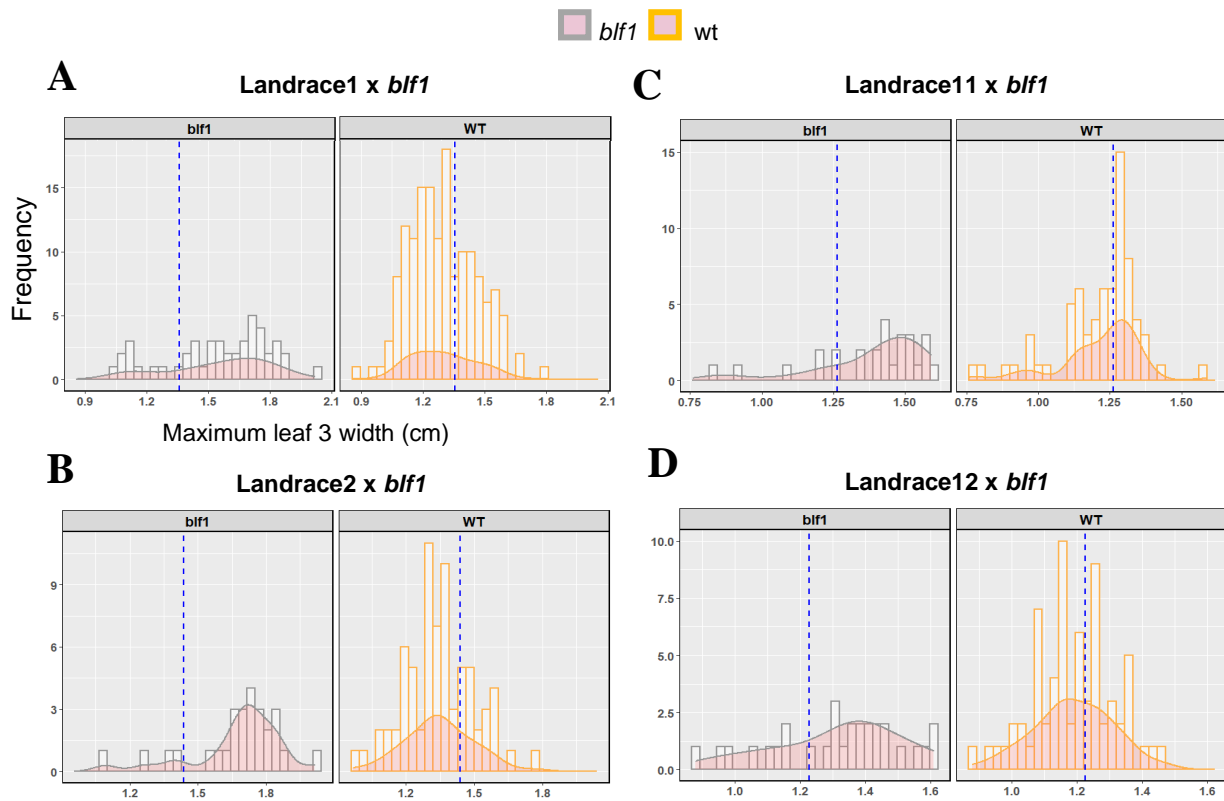 blf1 wt
A
Landrace1 x blf1
blf1 WT
Frequency
15
10
5
0
0.9 1.2 1.5 1.8 2.1 0.9 1.2 1.5 1.8 2.1
Maximum leaf 3 width (cm)
C
Landrace11 x blf1
blf1 WT
15
10
5
0
0.75 1.00 1.25 1.50 0.75 1.00 1.25 1.50
B
Landrace2 x blf1
blf1 WT
9
6
3
0
1.2 1.5 1.8 1.2 1.5 1.8
D
Landrace12 x blf1
blf1 WT
10.0
7.5
5.0
2.5
0.0
1.0 1.2 1.4 1.6 1.0 1.2 1.4 1.6